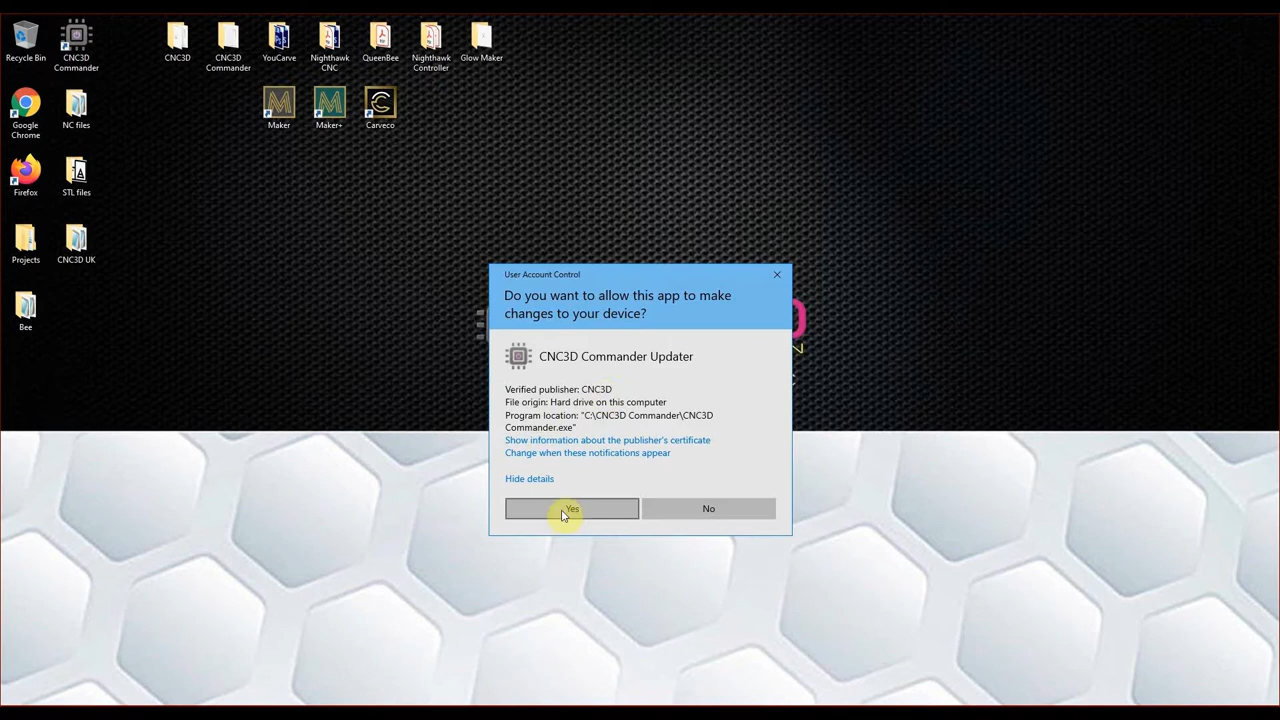 Recycle Bin
CNC3D
Commander
CNC3D
CNC3D
Commander
YouCarve
Nighthawk
CNC
QueenBee
Nighthawk
Controller
Glow Maker
Google
Chrome
NC files
Maker
Maker+
Carveco
Firefox
STL files
Projects
CNC3D UK
Bee
User Account Control
Do you want to allow this app to make
changes to your device?
CNC3D Commander Updater
Verified publisher: CNC3D
File origin: Hard drive on this computer
Program location: "C:\CNC3D Commander\CNC3D
Commander.exe"
Show information about the publisher's certificate
Change when these notifications appear
Hide details
Yes
No